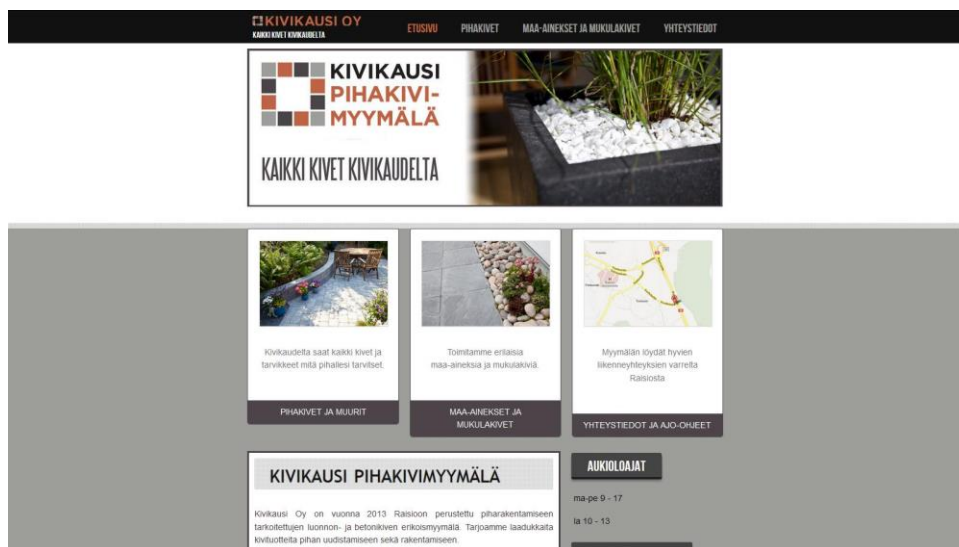 KIVIKAUSI OY
KAIKKI KIVET KIVIKAUDELTA
ETUSIVU PIHAKIVET MAA-AINEKSET JA MUKULAKIVET YHTEYSTIEDOT
KIVIKAUSI
PIHAKIVI-
MYYMÄLÄ
KAIKKI KIVET KIVIKAUDELTA
Kivikaudelta saat kaikki kivet ja
tarvikkeet mitä pihallesi tarvitset.
PIHAKIVET JA MUURIT
Toimitamme erilaisia
maa-aineksia ja mukulakiviä.
MAA-AINEKSET JA
MUKULAKIVET
Myymälän löydät hyvien
liikenneyhteyksien varrelta
Raisiosta
YHTEYSTIEDOT JA AJO-OHJEET
KIVIKAUSI PIHAKIVIMYYMÄLÄ
Kivikausi Oy on vuonna 2013 Raisioon perustettu piharakentamiseen
tarkoitettujen luonnon- ja betonikiven erikoismyymälä. Tarjoamme laadukkaita
kivituotteita pihan uudistamiseen sekä rakentamiseen.
AUKIOLOAJAT
ma-pe 9 - 17
la 10 - 13